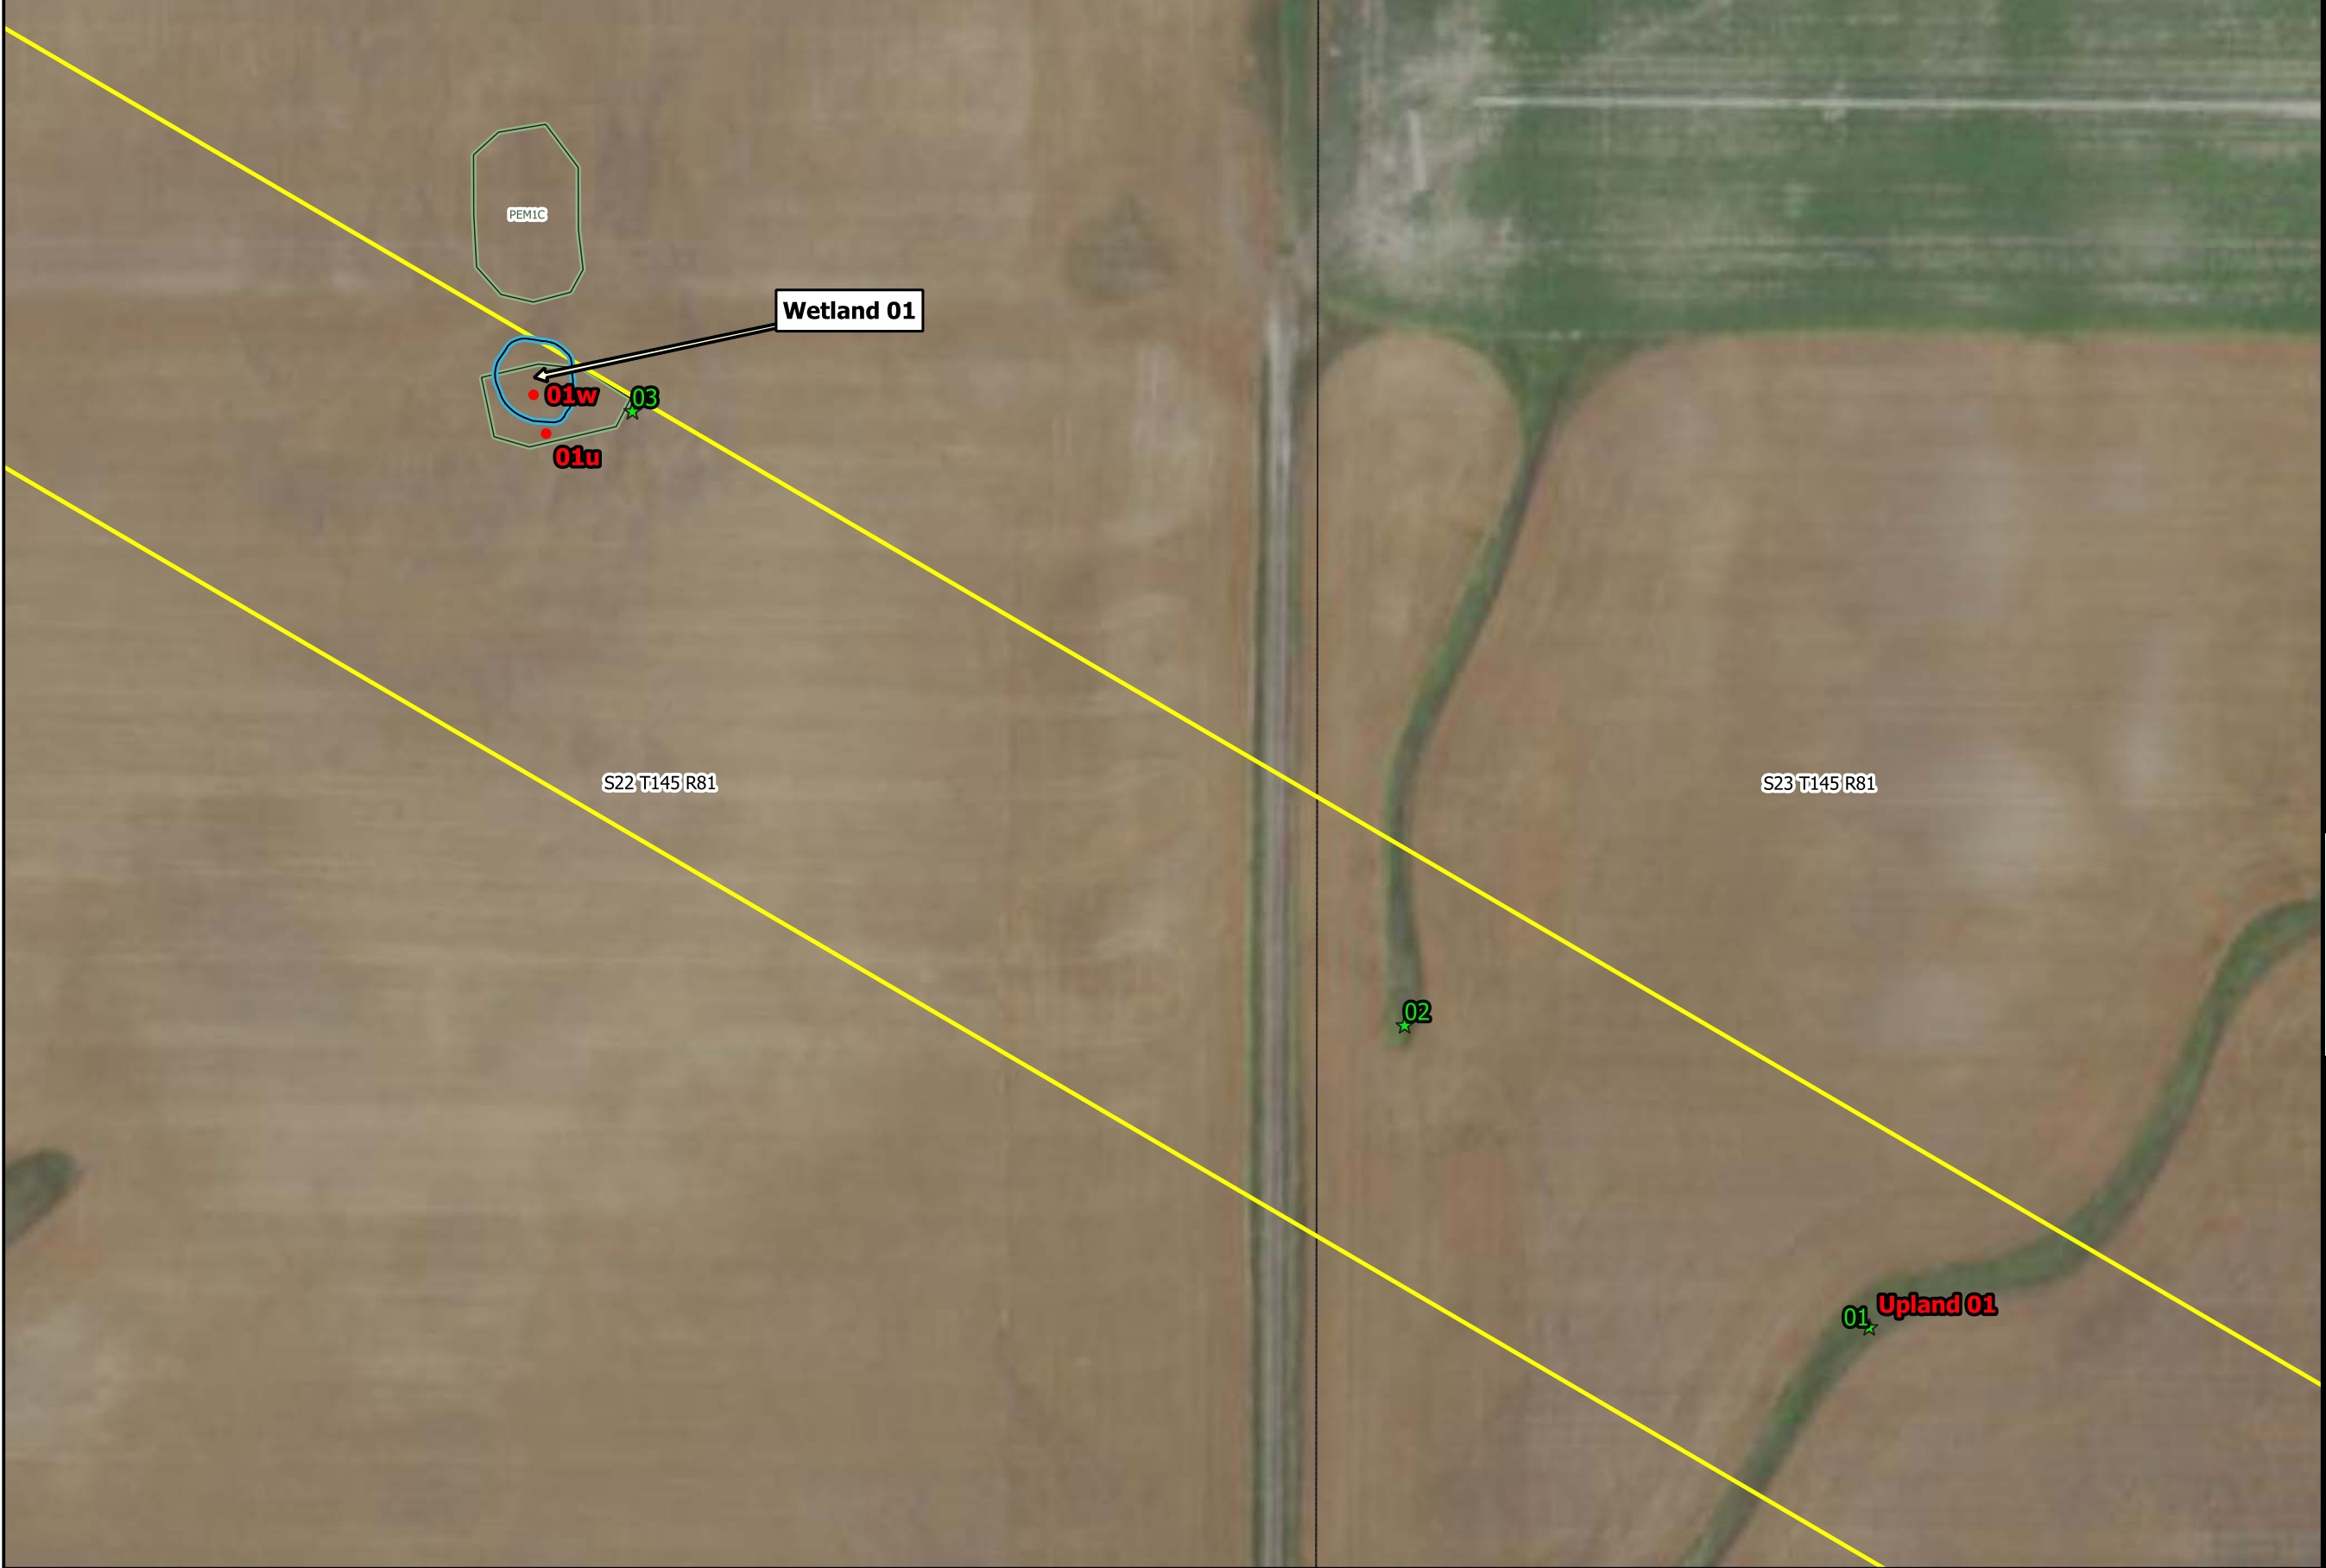 PEM1C
Wetland 01
01w
03
01u
S22 T145 R81
S23 T145 R81
02
01
Upland 01